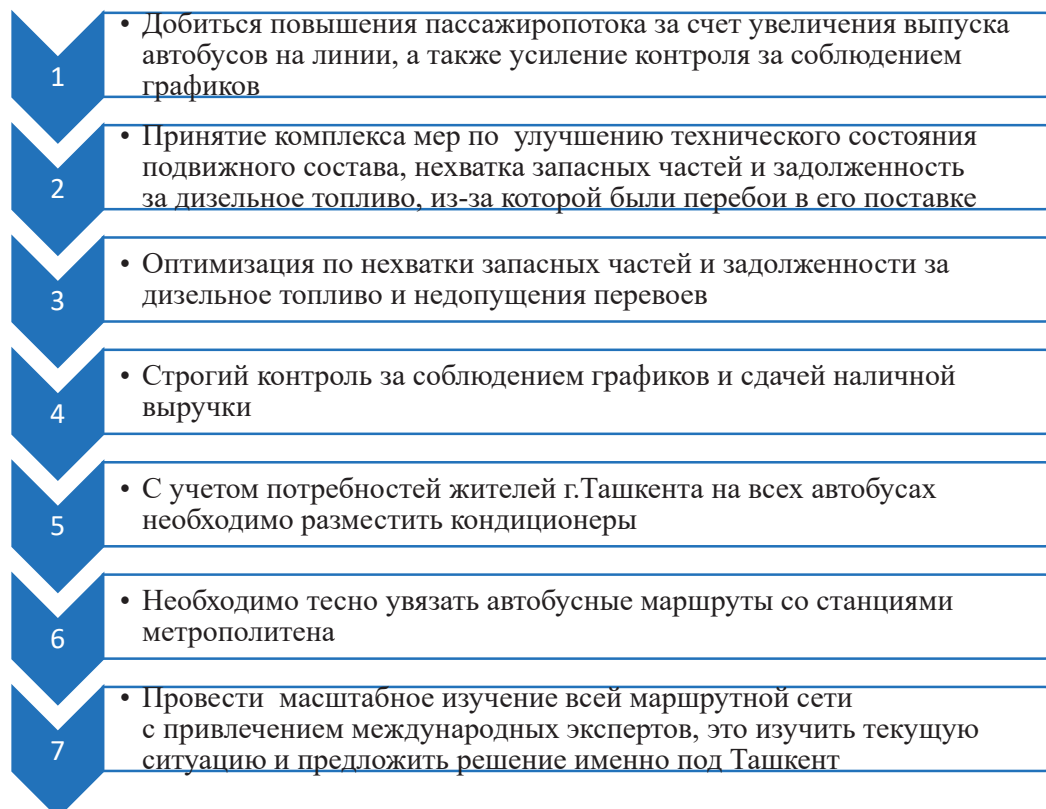 1
• Добиться повышения пассажиропотока за счет увеличения выпуска
автобусов на линии, а также усиление контроля за соблюдением
графиков
2
• Принятие комплекса мер по улучшению технического состояния
подвижного состава, нехватка запасных частей и задолженность
за дизельное топливо, из-за которой были перебои в его поставке
3
• Оптимизация по нехватки запасных частей и задолженности за
дизельное топливо и недопущения перевоев
4
• Строгий контроль за соблюдением графиков и сдачей наличной
выручки
5
• С учетом потребностей жителей г.Ташкента на всех автобусах
необходимо разместить кондиционеры
6
• Необходимо тесно увязать автобусные маршруты со станциями
метрополитена
7
• Провести масштабное изучение всей маршрутной сети
с привлечением международных экспертов, это изучить текущую
ситуацию и предложить решение именно под Ташкент